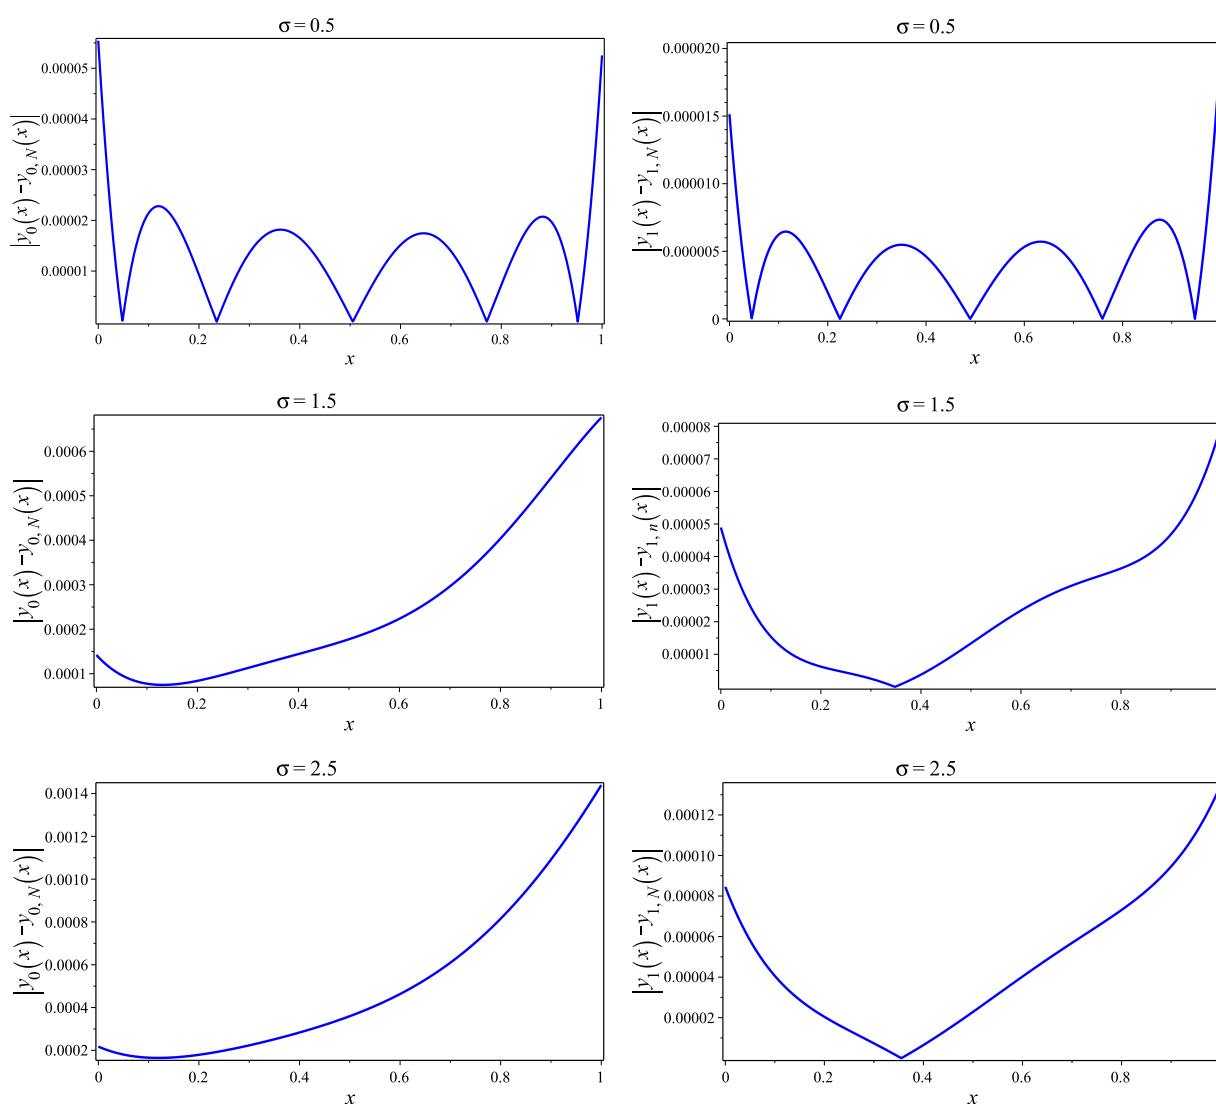 σ = 0.5
|y₀(x) − y₀,N(x)|
0.00005
0.00004
0.00003
0.00002
0.00001
0 0.2 0.4 0.6 0.8 1
x
σ = 0.5
|y₁(x) − y₁,N(x)|
0.000020
0.000015
0.000010
0.000005
0
0 0.2 0.4 0.6 0.8
x
σ = 1.5
|y₀(x) − y₀,N(x)|
0.0006
0.0005
0.0004
0.0003
0.0002
0.0001
0 0.2 0.4 0.6 0.8 1
x
σ = 1.5
|y₁(x) − y₁,n(x)|
0.00008
0.00007
0.00006
0.00005
0.00004
0.00003
0.00002
0.00001
0 0.2 0.4 0.6 0.8
x
σ = 2.5
|y₀(x) − y₀,N(x)|
0.0014
0.0012
0.0010
0.0008
0.0006
0.0004
0.0002
0 0.2 0.4 0.6 0.8 1
x
σ = 2.5
|y₁(x) − y₁,N(x)|
0.00012
0.00010
0.00008
0.00006
0.00004
0.00002
0 0.2 0.4 0.6 0.8
x